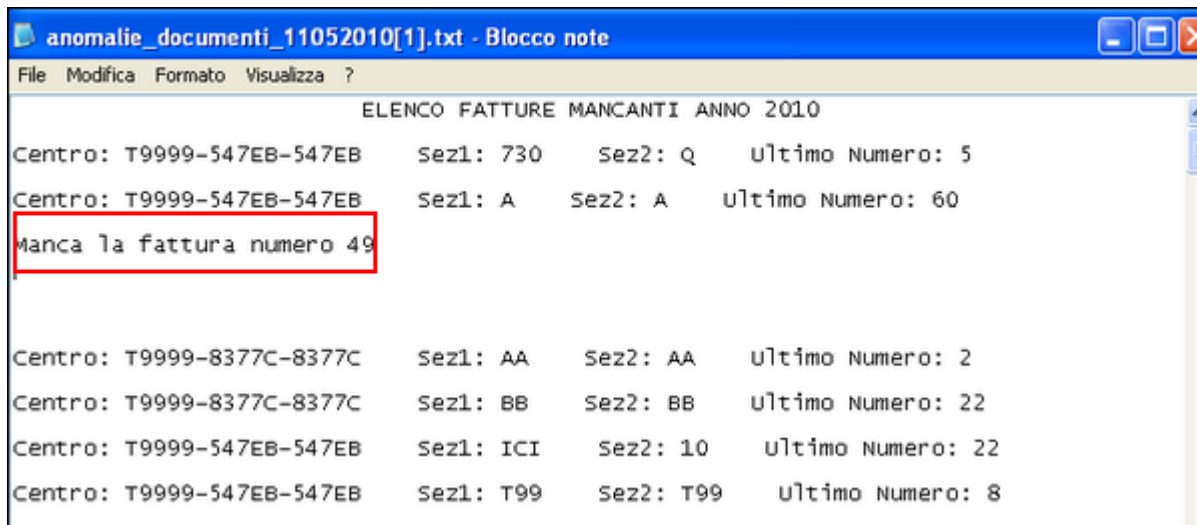 anomalie_documenti_11052010[1].txt - Blocco note
File Modifica Formato Visualizza ?
ELENCO FATTURE MANCANTI ANNO 2010
Centro: T9999-547EB-547EB Sez1: 730 Sez2: Q Ultimo Numero: 5
Centro: T9999-547EB-547EB Sez1: A Sez2: A Ultimo Numero: 60
Manca la fattura numero 49
Centro: T9999-8377C-8377C Sez1: AA Sez2: AA Ultimo Numero: 2
Centro: T9999-8377C-8377C Sez1: BB Sez2: BB Ultimo Numero: 22
Centro: T9999-547EB-547EB Sez1: ICI Sez2: 10 Ultimo Numero: 22
Centro: T9999-547EB-547EB Sez1: T99 Sez2: T99 Ultimo Numero: 8